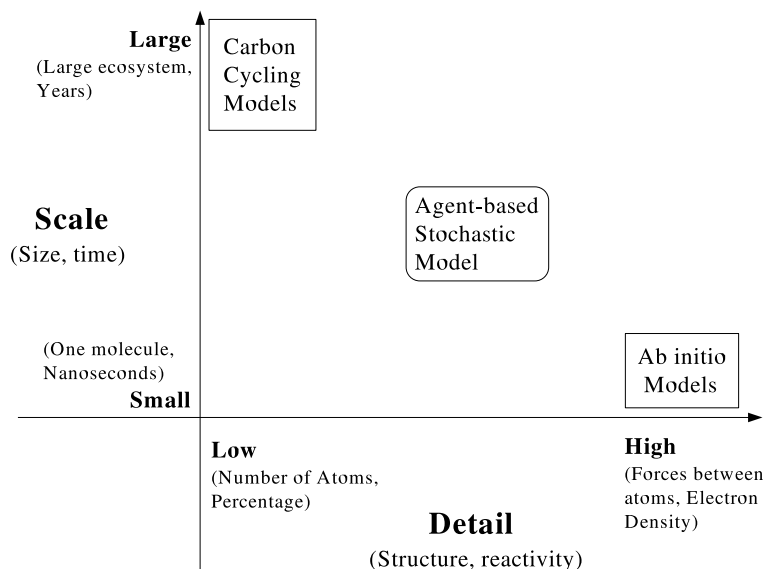 Large
(Large ecosystem,
Years)
Carbon
Cycling
Models
Scale
(Size, time)
Agent-based
Stochastic
Model
(One molecule,
Nanoseconds)
Small
Ab initio
Models
Low
(Number of Atoms,
Percentage)
High
(Forces between
atoms, Electron
Density)
Detail
(Structure, reactivity)